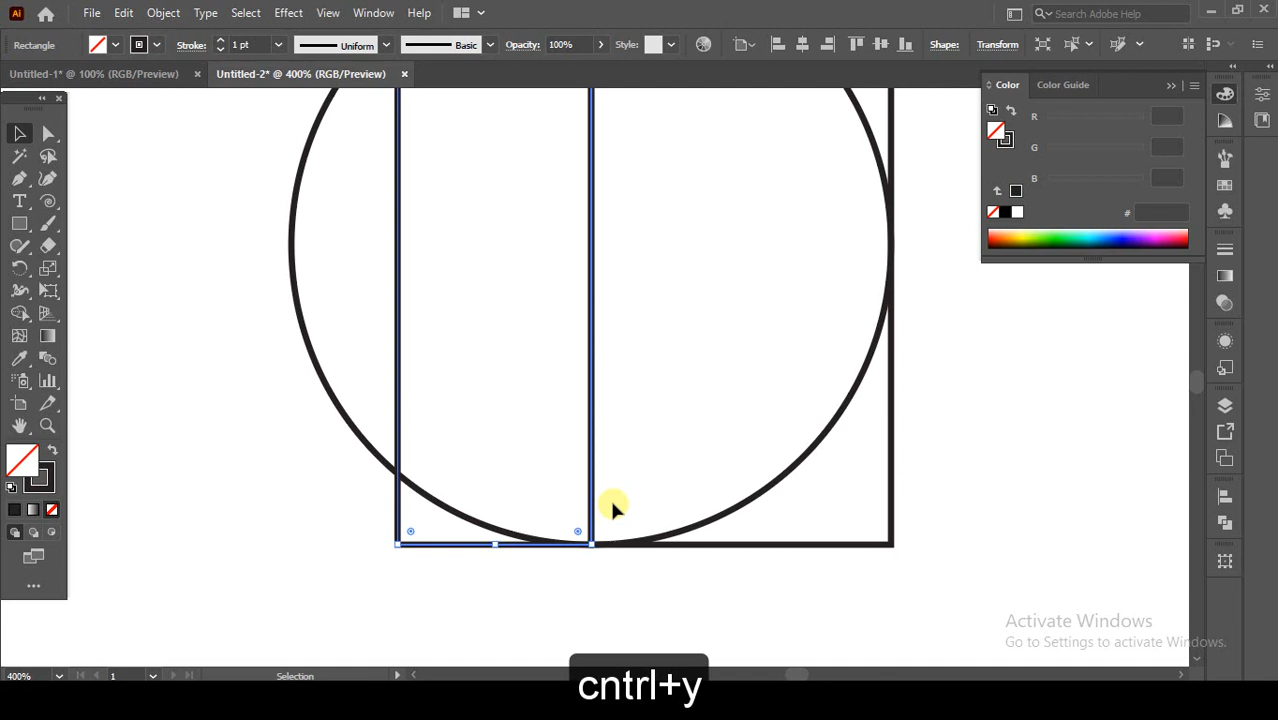 Ai File Edit Object Type Select Effect View Window Help Search Adobe Help
Rectangle Stroke: 1 pt Uniform Basic Opacity: 100% Style: Shape: Transform
Untitled-1* @ 100% (RGB/Preview) × Untitled-2* @ 400% (RGB/Preview) ×
Color Color Guide
R
G
B
#
Activate Windows
Go to Settings to activate Windows.
400% 1 Selection
cntrl+y